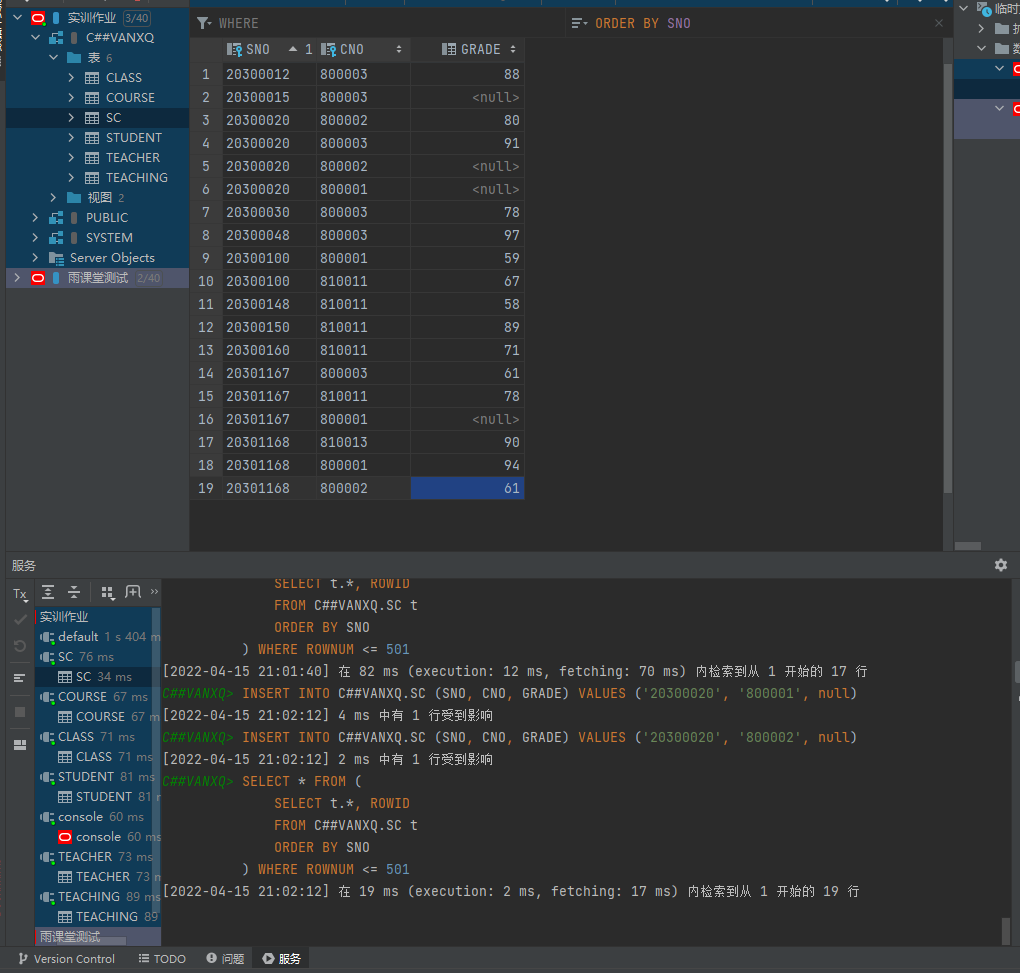 实训作业 3/40
C##VANXQ
表 6
CLASS
COURSE
SC
STUDENT
TEACHER
TEACHING
视图 2
PUBLIC
SYSTEM
Server Objects
雨课堂测试 2/40
WHERE
ORDER BY SNO
SNO 1 CNO GRADE
1 20300012 800003 88
2 20300015 800003 <null>
3 20300020 800002 80
4 20300020 800003 91
5 20300020 800002 <null>
6 20300020 800001 <null>
7 20300030 800003 78
8 20300048 800003 97
9 20300100 800001 59
10 20300100 810011 67
11 20300148 810011 58
12 20300150 810011 89
13 20300160 810011 71
14 20301167 800003 61
15 20301167 810011 78
16 20301167 800001 <null>
17 20301168 810013 90
18 20301168 800001 94
19 20301168 800002 61
临时
服务
Tx
实训作业
default 1 s 404 m
SC 76 ms
SC 34 ms
COURSE 67 ms
COURSE 67 m
CLASS 71 ms
CLASS 71 ms
STUDENT 81 ms
STUDENT 81
console 60 ms
console 60 ms
TEACHER 73 ms
TEACHER 73
TEACHING 89 ms
TEACHING 89
雨课堂测试
SELECT t.*, ROWID
FROM C##VANXQ.SC t
ORDER BY SNO
) WHERE ROWNUM <= 501
[2022-04-15 21:01:40] 在 82 ms (execution: 12 ms, fetching: 70 ms) 内检索到从 1 开始的 17 行
C##VANXQ> INSERT INTO C##VANXQ.SC (SNO, CNO, GRADE) VALUES ('20300020', '800001', null)
[2022-04-15 21:02:12] 4 ms 中有 1 行受到影响
C##VANXQ> INSERT INTO C##VANXQ.SC (SNO, CNO, GRADE) VALUES ('20300020', '800002', null)
[2022-04-15 21:02:12] 2 ms 中有 1 行受到影响
C##VANXQ> SELECT * FROM (
SELECT t.*, ROWID
FROM C##VANXQ.SC t
ORDER BY SNO
) WHERE ROWNUM <= 501
[2022-04-15 21:02:12] 在 19 ms (execution: 2 ms, fetching: 17 ms) 内检索到从 1 开始的 19 行
Version Control TODO 问题 服务